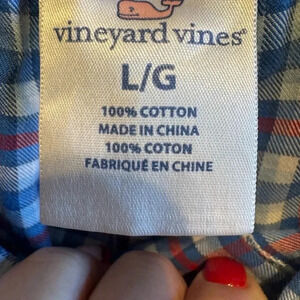 vineyard vines®
L/G
100% COTTON
MADE IN CHINA
100% COTON
FABRIQUÉ EN CHINE